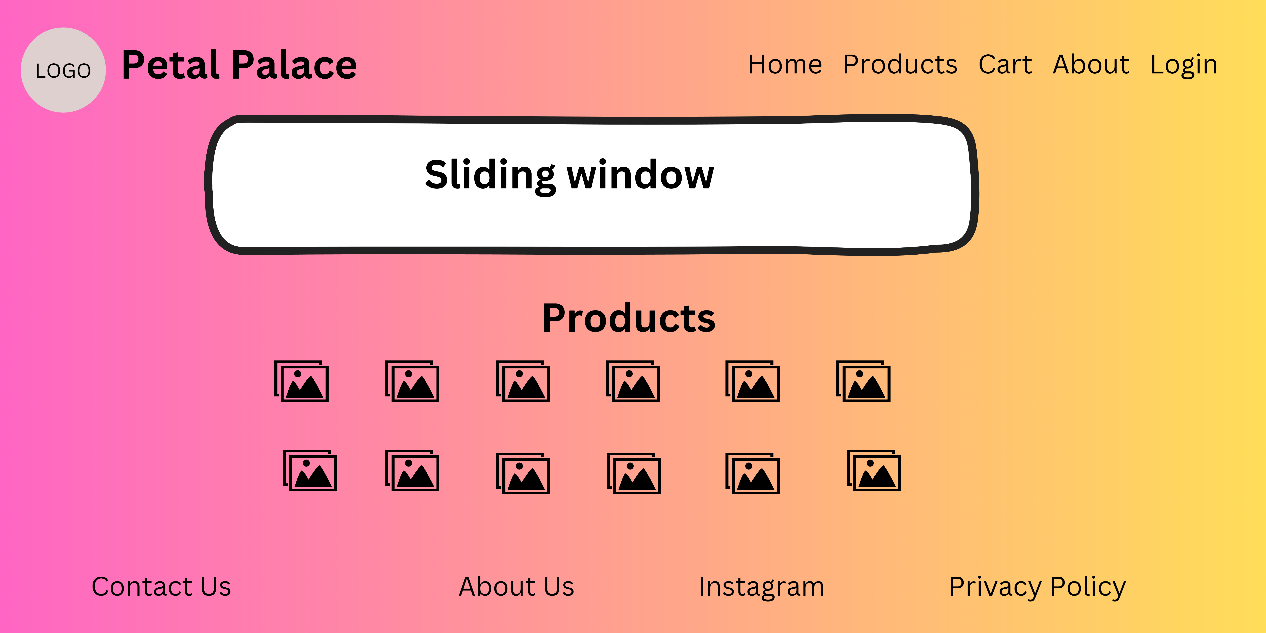 LOGO
Petal Palace
Home Products Cart About Login
Sliding window
Products
Contact Us About Us Instagram Privacy Policy